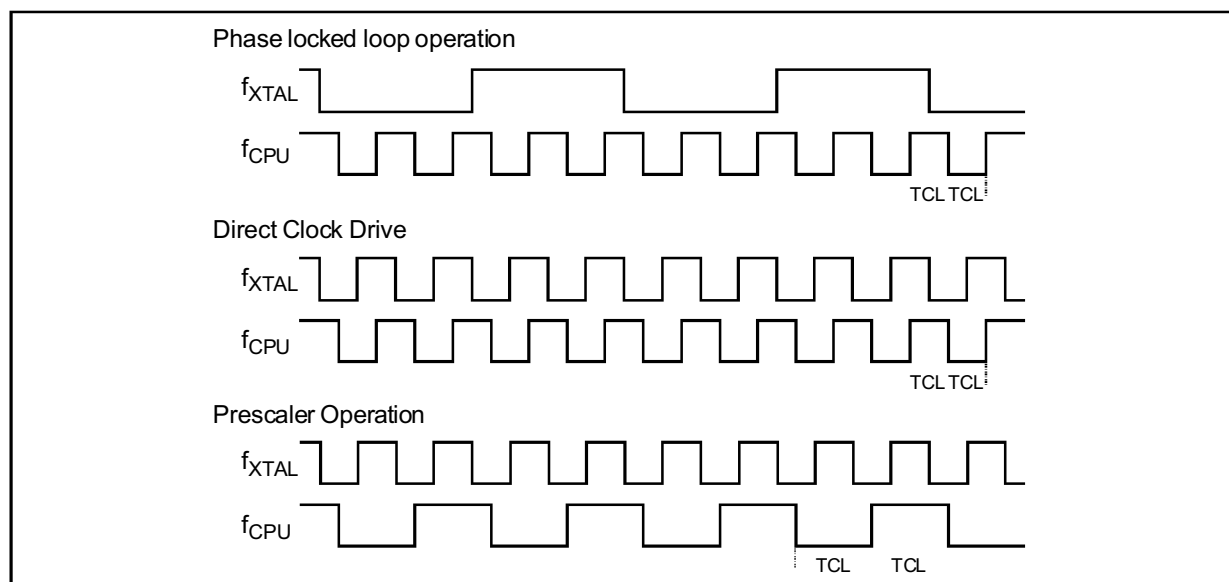 Phase locked loop operation
fXTAL
fCPU
TCL TCL
Direct Clock Drive
fXTAL
fCPU
TCL TCL
Prescaler Operation
fXTAL
fCPU
TCL TCL